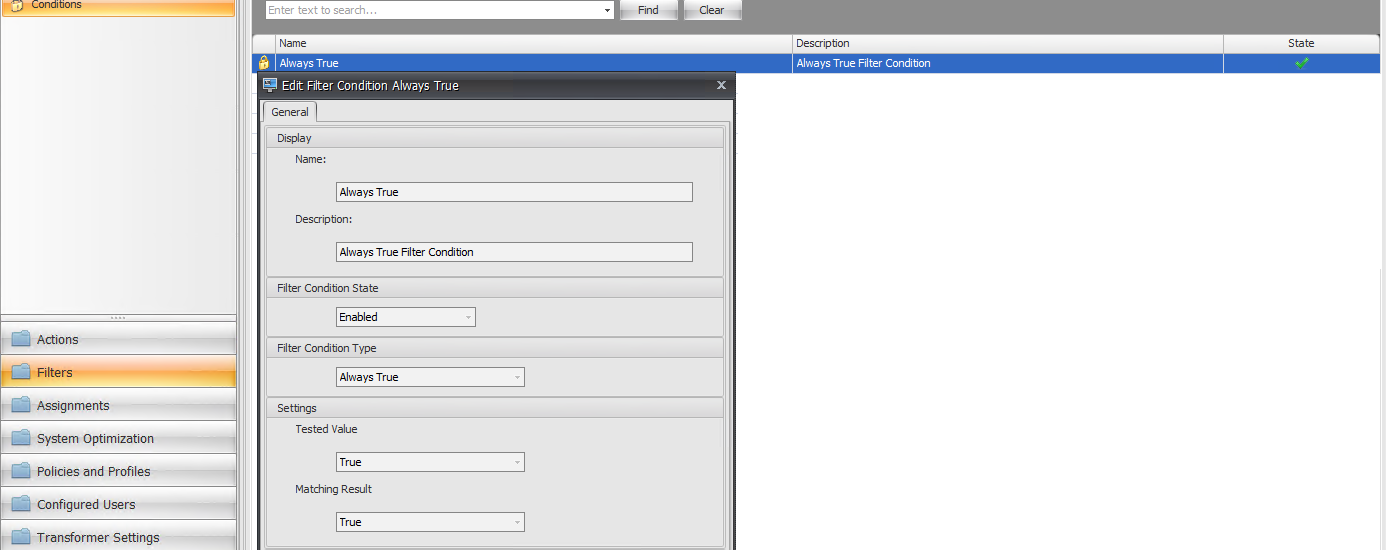 Conditions
Enter text to search...
Find
Clear
Name
Description
State
Always True
Always True Filter Condition
Edit Filter Condition Always True
General
Display
Name:
Always True
Description:
Always True Filter Condition
Filter Condition State
Enabled
Filter Condition Type
Always True
Settings
Tested Value
True
Matching Result
True
Actions
Filters
Assignments
System Optimization
Policies and Profiles
Configured Users
Transformer Settings